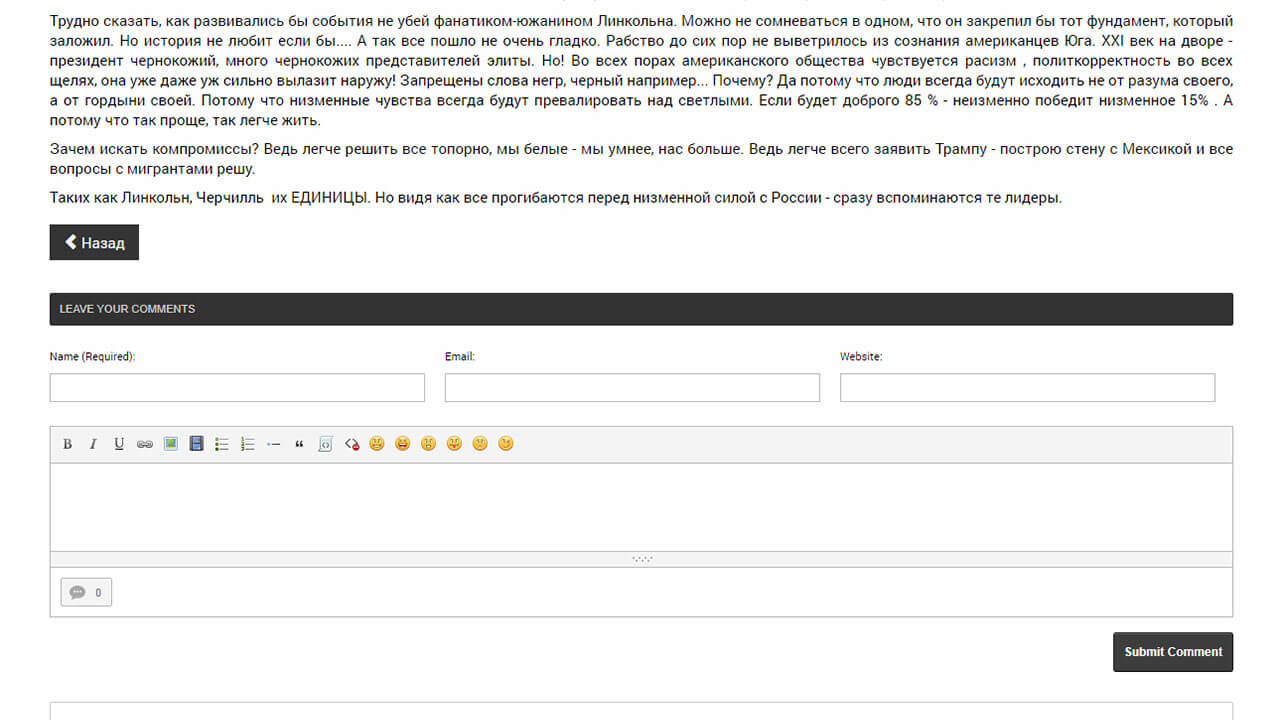 Трудно сказать, как развивались бы события не убей фанатиком-южанином Линкольна. Можно не сомневаться в одном, что он закрепил бы тот фундамент, который
заложил. Но история не любит если бы.... А так все пошло не очень гладко. Рабство до сих пор не выветрилось из сознания американцев Юга. XXI век на дворе -
президент чернокожий, много чернокожих представителей элиты. Но! Во всех порах американского общества чувствуется расизм , политкорректность во всех
щелях, она уже даже уж сильно вылазит наружу! Запрещены слова негр, черный например... Почему? Да потому что люди всегда будут исходить не от разума своего,
а от гордыни своей. Потому что низменные чувства всегда будут превалировать над светлыми. Если будет доброго 85 % - неизменно победит низменное 15% . А
потому что так проще, так легче жить.
Зачем искать компромиссы? Ведь легче решить все топорно, мы белые - мы умнее, нас больше. Ведь легче всего заявить Трампу - построю стену с Мексикой и все
вопросы с мигрантами решу.
Таких как Линкольн, Черчилль  их ЕДИНИЦЫ. Но видя как все прогибаются перед низменной силой с России - сразу вспоминаются те лидеры.
Назад
LEAVE YOUR COMMENTS
Name (Required): Email: Website:
B I U
0
Submit Comment